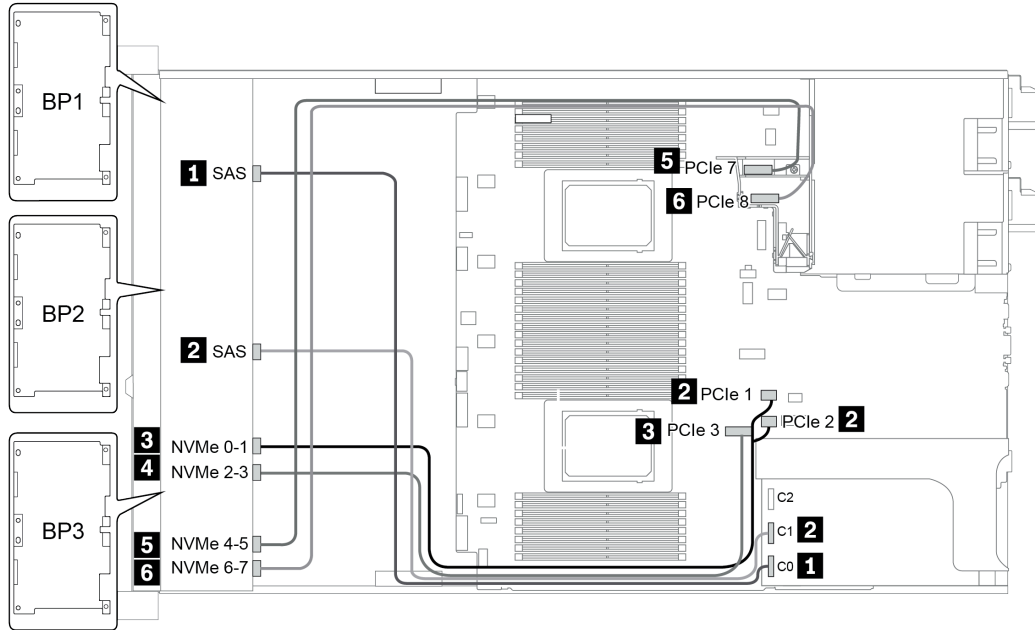 BP1
BP2
BP3
1 SAS
2 SAS
3 NVMe 0-1
4 NVMe 2-3
5 NVMe 4-5
6 NVMe 6-7
5 PCIe 7
6 PCIe 8
2 PCIe 1
PCIe 2 2
3 PCIe 3
C2
C1 2
C0 1